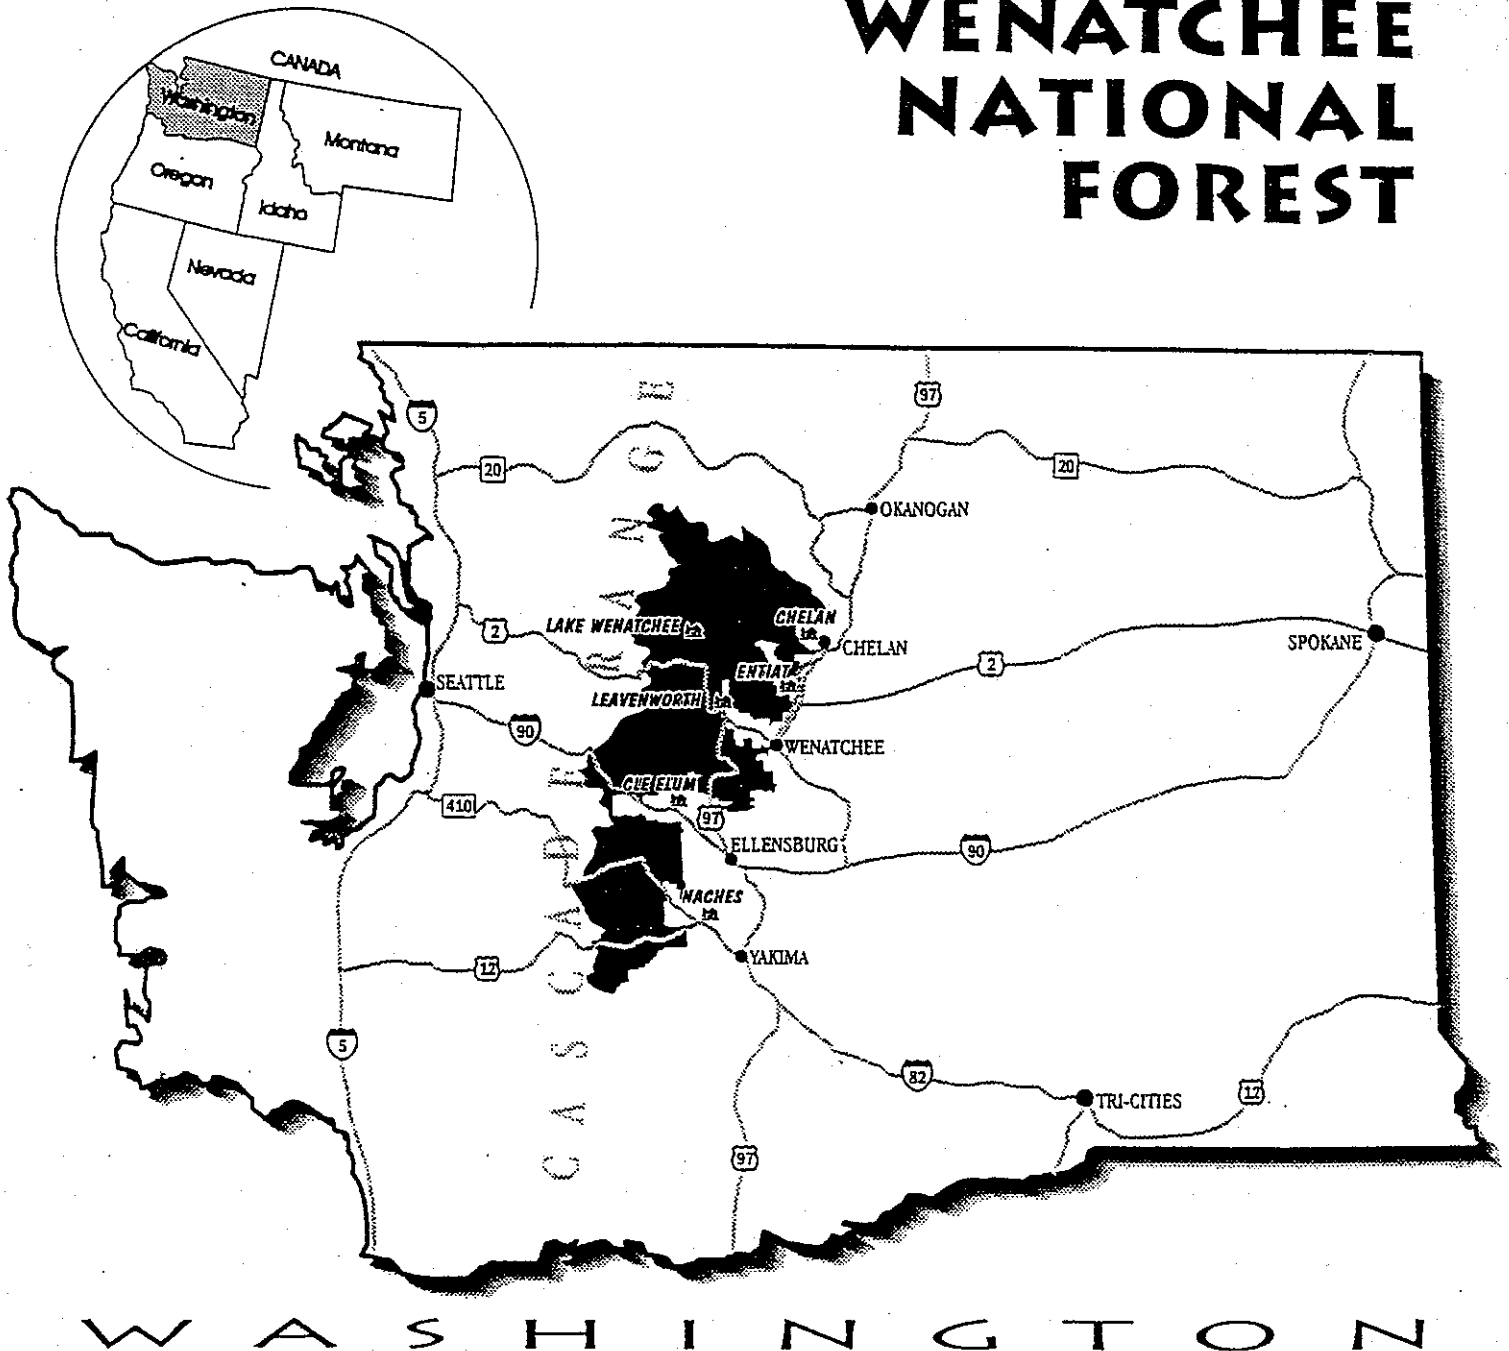 WENATCHEE
NATIONAL
FOREST
CANADA
Washington
Montana
Oregon
Idaho
Nevada
California
CASCADE RANGE
5
97
20
20
OKANOGAN
LAKE WENATCHEE
CHELAN
2
CHELAN
SPOKANE
2
ENTIAT
SEATTLE
LEAVENWORTH
90
WENATCHEE
CLE ELUM
410
97
ELLENSBURG
90
NACHES
YAKIMA
12
5
82
TRI-CITIES
12
97
WASHINGTON